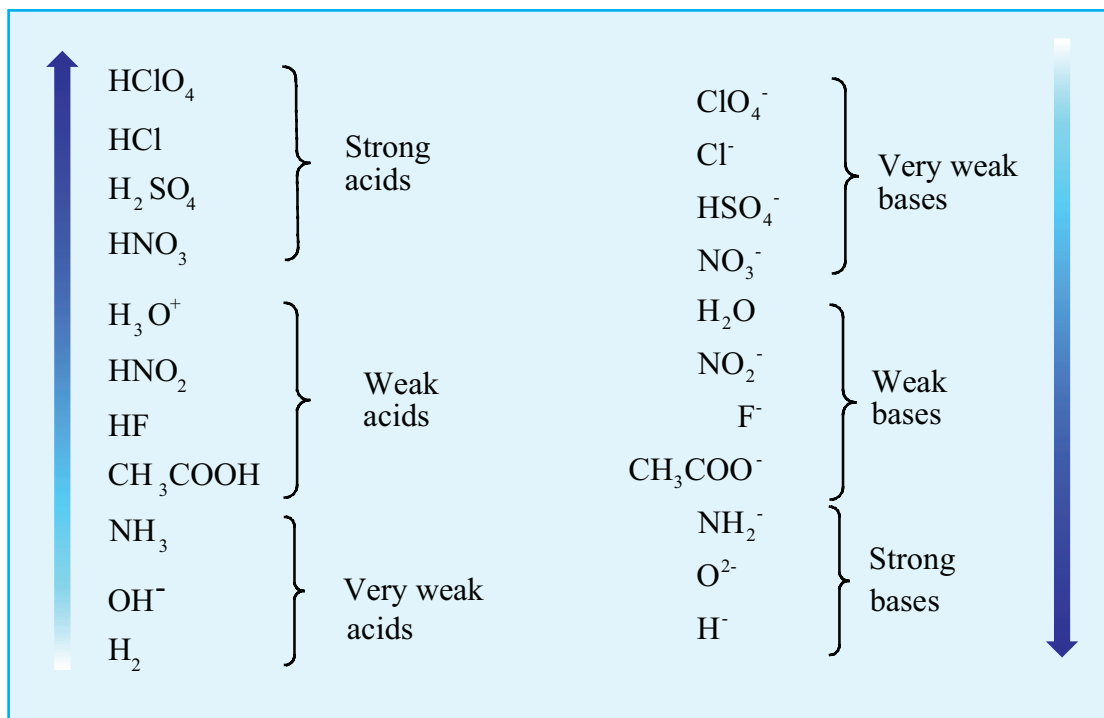 HClO₄
HCl
H₂SO₄
HNO₃
Strong
acids
H₃O⁺
HNO₂
HF
CH₃COOH
Weak
acids
NH₃
OH⁻
H₂
Very weak
acids
ClO₄⁻
Cl⁻
HSO₄⁻
NO₃⁻
Very weak
bases
H₂O
NO₂⁻
F⁻
CH₃COO⁻
Weak
bases
NH₂⁻
O²⁻
H⁻
Strong
bases